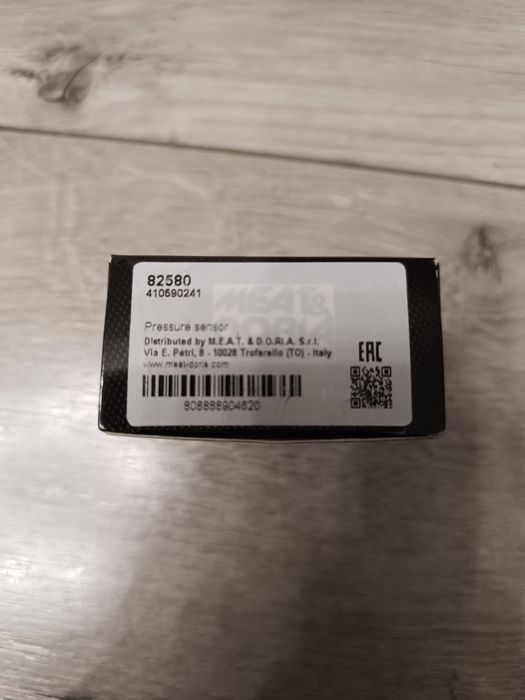 82580
410590241
MEAT&
DORIA
Pressure sensor
Distributed by M.E.A.T. & D.O.RI.A. S.r.l.
Via E. Petri, 8 - 10028 Trofarello (TO) - Italy
www.meat-doria.com
EAC
808888904620